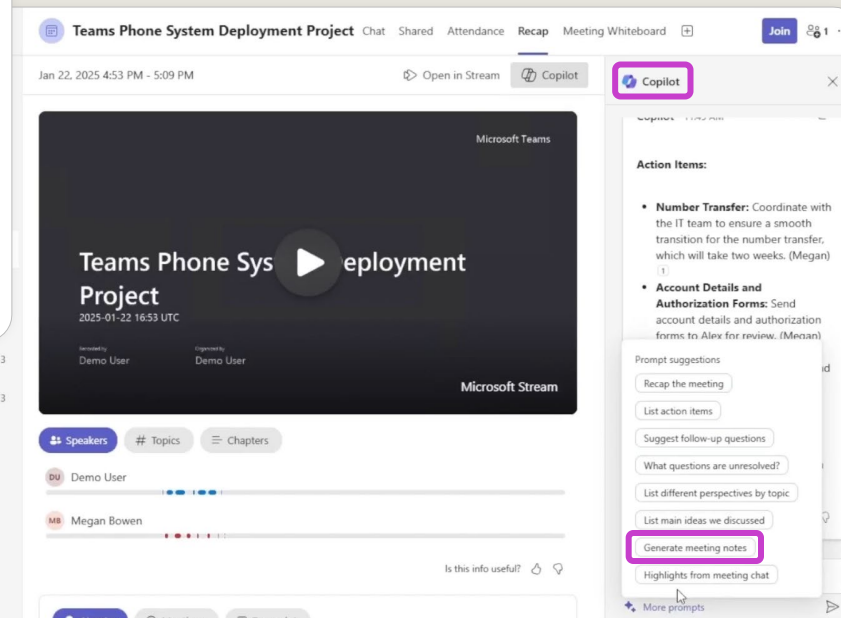 Teams Phone System Deployment Project Chat Shared Attendance Recap Meeting Whiteboard Join 1
Jan 22, 2025 4:53 PM - 5:09 PM Open in Stream Copilot
Microsoft Teams
Teams Phone Sys eployment
Project
2025-01-22 16:53 UTC
Recorded by Organized by
Demo User Demo User
Microsoft Stream
Speakers Topics Chapters
DU Demo User
MB Megan Bowen
Is this info useful?
Copilot
Action Items:
• Number Transfer: Coordinate with
the IT team to ensure a smooth
transition for the number transfer,
which will take two weeks. (Megan)
1
• Account Details and
Authorization Forms: Send
account details and authorization
forms to Alex for review. (Megan)
Prompt suggestions
Recap the meeting
List action items
Suggest follow-up questions
What questions are unresolved?
List different perspectives by topic
List main ideas we discussed
Generate meeting notes
Highlights from meeting chat
More prompts
3
3